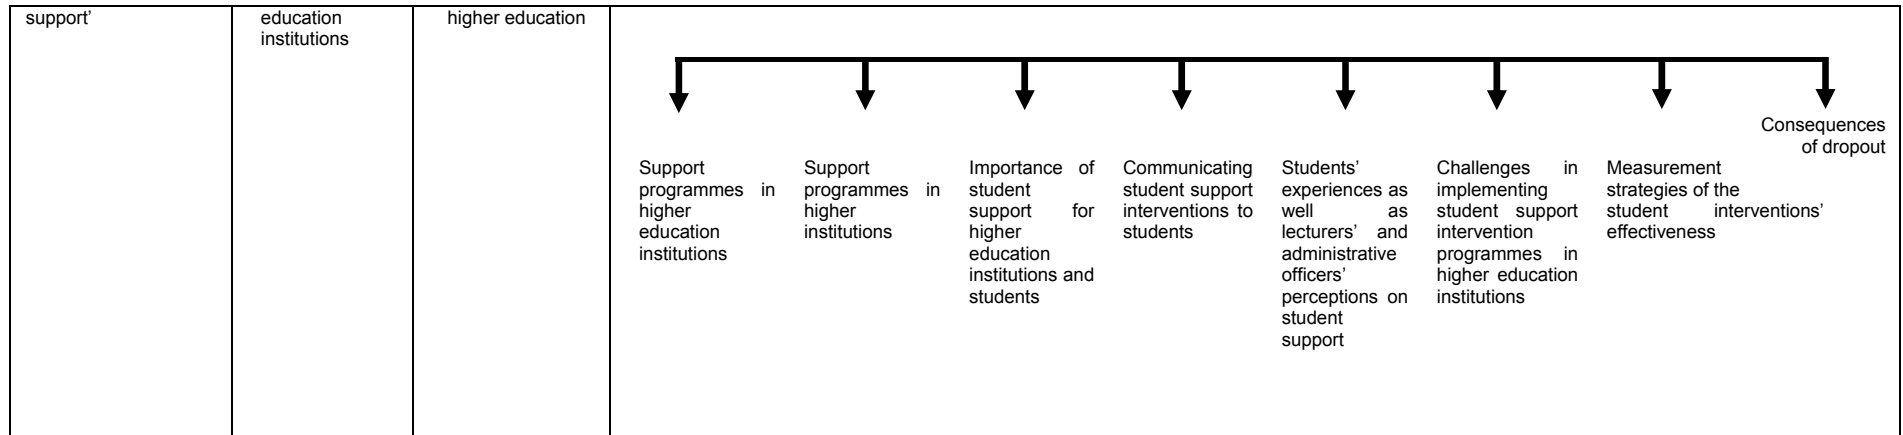 support’
education
institutions
higher education
Support
programmes in
higher
education
institutions
Support
programmes in
higher
institutions
Importance of
student
support for
higher
education
institutions and
students
Communicating
student support
interventions to
students
Students’
experiences as
well as
lecturers’ and
administrative
officers’
perceptions on
student
support
Challenges in
implementing
student support
intervention
programmes in
higher education
institutions
Measurement
strategies of the
student interventions’
effectiveness
Consequences
of dropout